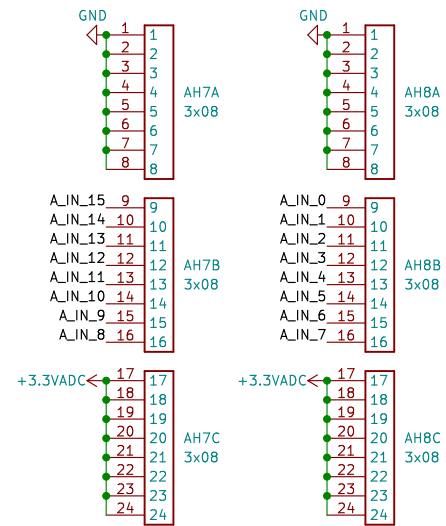 GND GND
1 1 1 1
2 2 2 2
3 3 3 3
4 4 AH7A 4 4 AH8A
5 5 3x08 5 5 3x08
6 6 6 6
7 7 7 7
8 8 8 8
A_IN_15 9 9 A_IN_0 9 9
A_IN_14 10 10 A_IN_1 10 10
A_IN_13 11 11 A_IN_2 11 11
A_IN_12 12 12 AH7B A_IN_3 12 12 AH8B
A_IN_11 13 13 3x08 A_IN_4 13 13 3x08
A_IN_10 14 14 A_IN_5 14 14
A_IN_9 15 15 A_IN_6 15 15
A_IN_8 16 16 A_IN_7 16 16
+3.3VADC 17 17 +3.3VADC 17 17
18 18 18 18
19 19 19 19
20 20 AH7C 20 20 AH8C
21 21 3x08 21 21 3x08
22 22 22 22
23 23 23 23
24 24 24 24